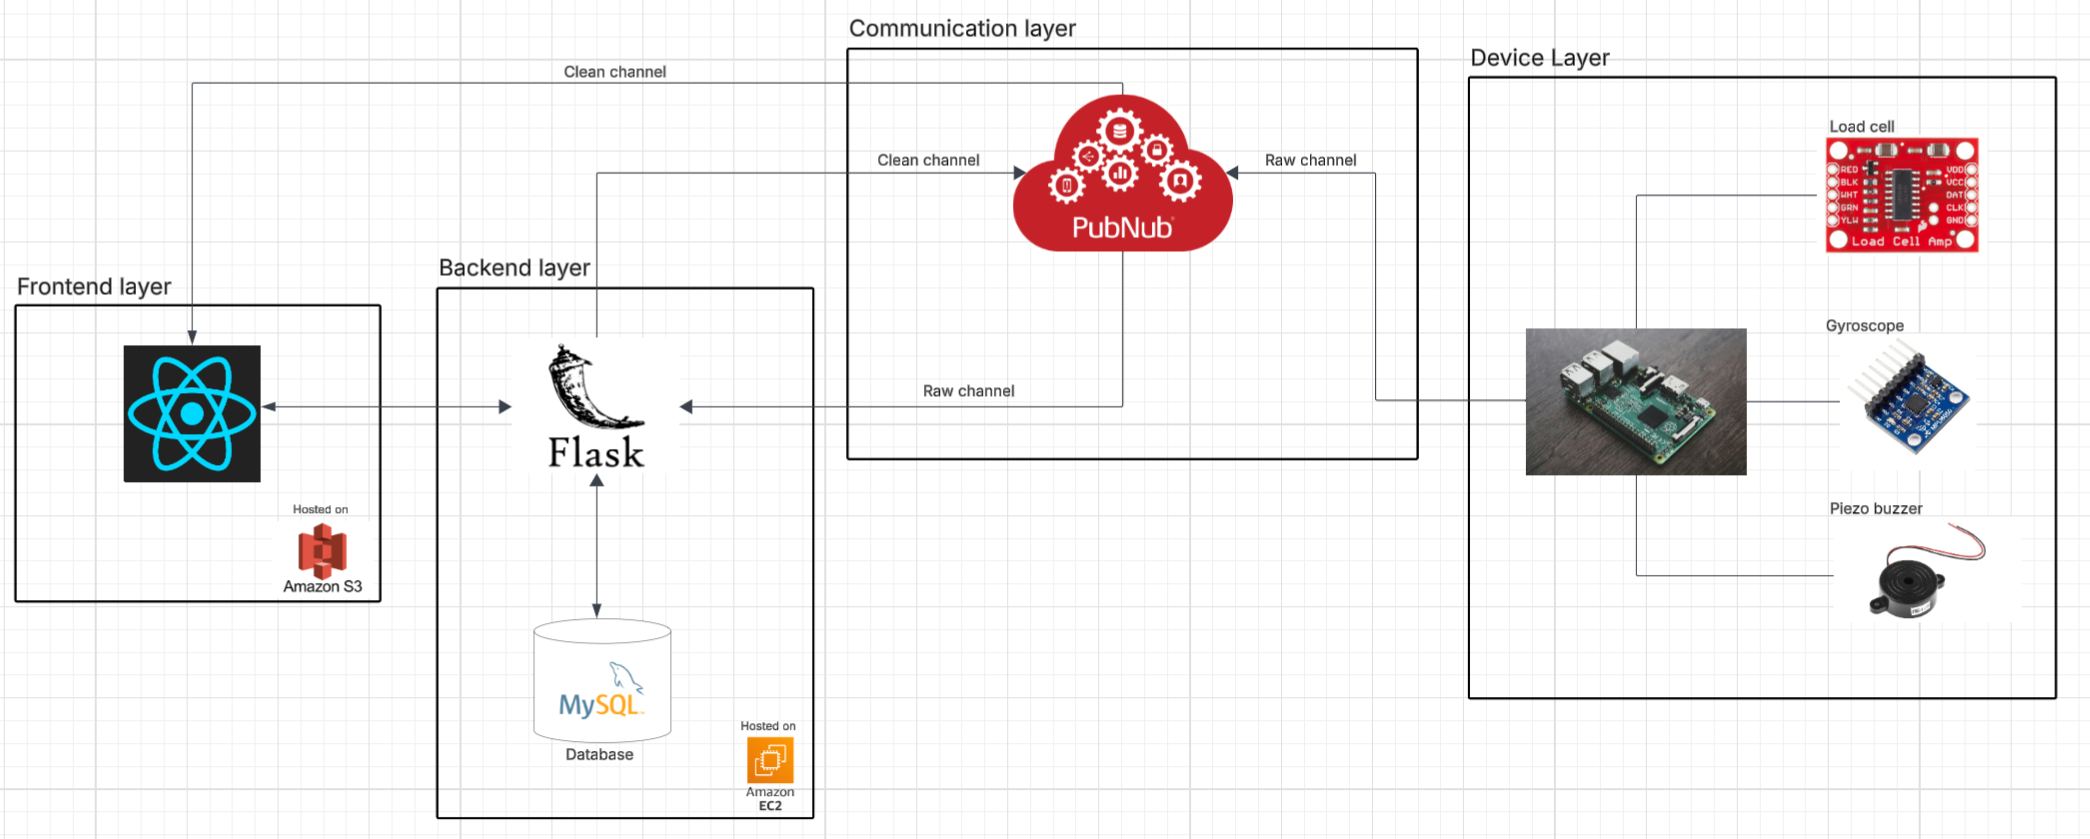 Communication layer
Device Layer
Clean channel
Clean channel
Raw channel
PubNub
Load cell
RED
BLK
WHT
GRN
YLW
VDD
VCC
DAT
CLK
GND
Load Cell Amp
Backend layer
Frontend layer
Gyroscope
Flask
Raw channel
Hosted on
Amazon S3
Piezo buzzer
MySQL
Database
Hosted on
Amazon
EC2